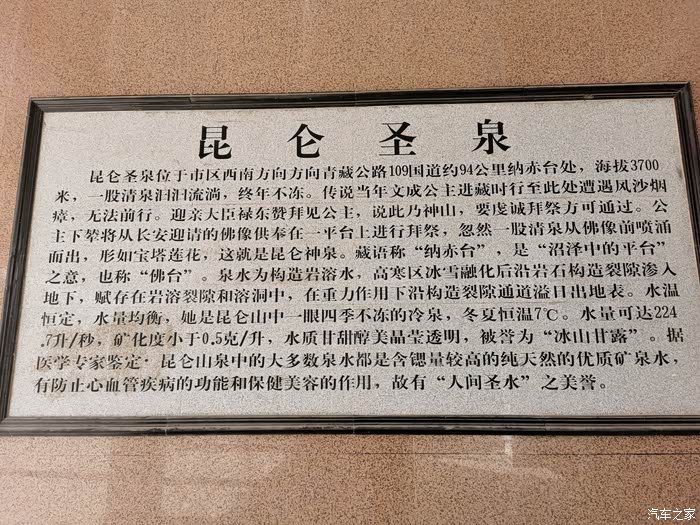 昆仑圣泉
昆仑圣泉位于市区西南方向方向青藏公路109国道约94公里纳赤台处，海拔3700
米，一股清泉汩汩流淌，终年不冻。传说当年文成公主进藏时行至此处遭遇风沙烟
瘴，无法前行。迎亲大臣禄东赞拜见公主，说此乃神山，要虔诚拜祭方可通过。公
主下辇将从长安迎请的佛像供奉在一平台上进行拜祭，忽然一股清泉从佛像前喷涌
而出，形如宝塔莲花，这就是昆仑神泉。藏语称“纳赤台”，是“沼泽中的平台”
之意，也称“佛台”。泉水为构造岩溶水，高寒区冰雪融化后沿岩石构造裂隙渗入
地下，赋存在岩溶裂隙和溶洞中，在重力作用下沿构造裂隙通道溢目出地表。水温
恒定，水量均衡，她是昆仑山中一眼四季不冻的冷泉，冬夏恒温7℃。水量可达224
.7升/秒，矿化度小于0.5克/升，水质甘甜醇美晶莹透明，被誉为“冰山甘露”。据
医学专家鉴定·昆仑山泉中的大多数泉水都是含锶量较高的纯天然的优质矿泉水，
有防止心血管疾病的功能和保健美容的作用，故有“人间圣水”之美誉。
汽车之家